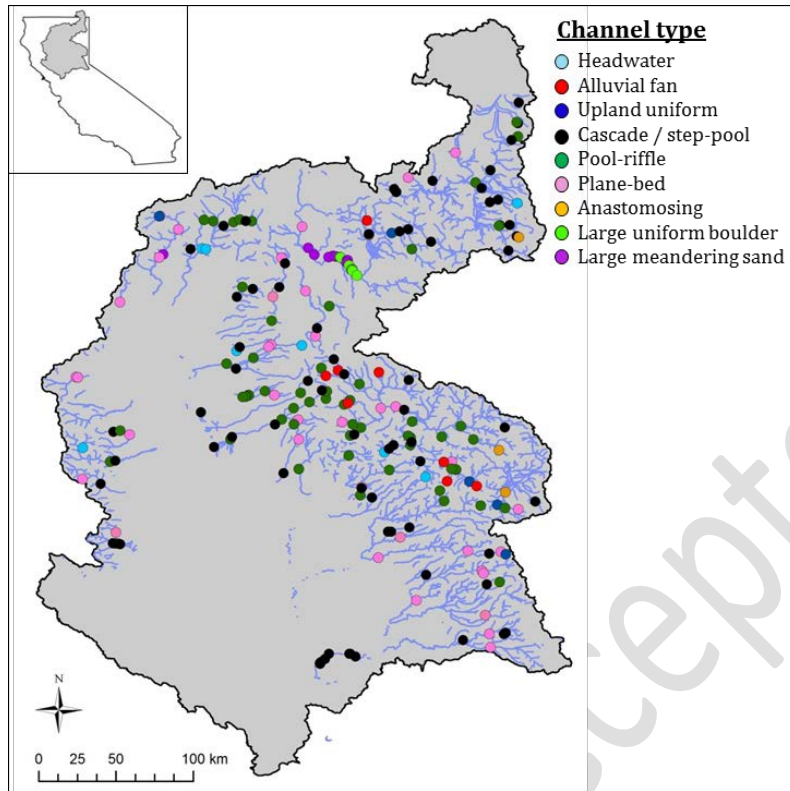 Channel type
Headwater
Alluvial fan
Upland uniform
Cascade / step-pool
Pool-riffle
Plane-bed
Anastomosing
Large uniform boulder
Large meandering sand
N
0 25 50 100 km
cepte